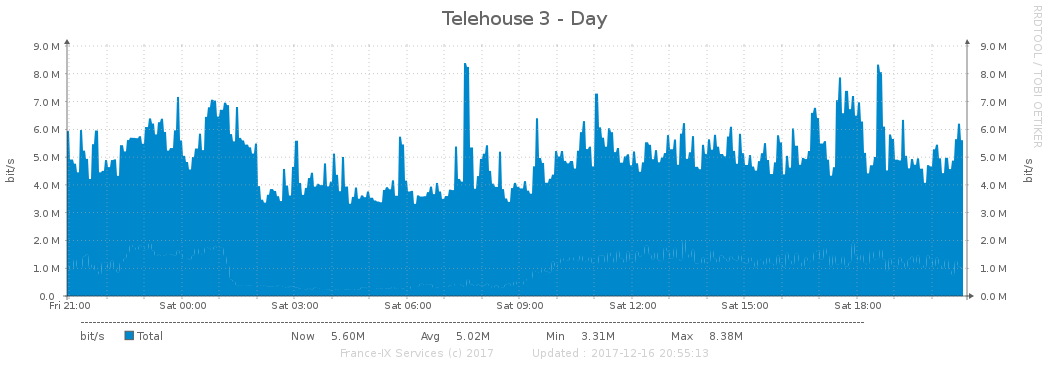 Telehouse 3 - Day
RRDTOOL / TOBI OETIKER
9.0 M 9.0 M
8.0 M 8.0 M
7.0 M 7.0 M
6.0 M 6.0 M
5.0 M 5.0 M
4.0 M 4.0 M
3.0 M 3.0 M
2.0 M 2.0 M
1.0 M 1.0 M
0.0 0.0 M
bit/s bit/s
Fri 21:00 Sat 00:00 Sat 03:00 Sat 06:00 Sat 09:00 Sat 12:00 Sat 15:00 Sat 18:00
bit/s Total Now 5.60M Avg 5.02M Min 3.31M Max 8.38M
France-IX Services (c) 2017 Updated : 2017-12-16 20:55:13